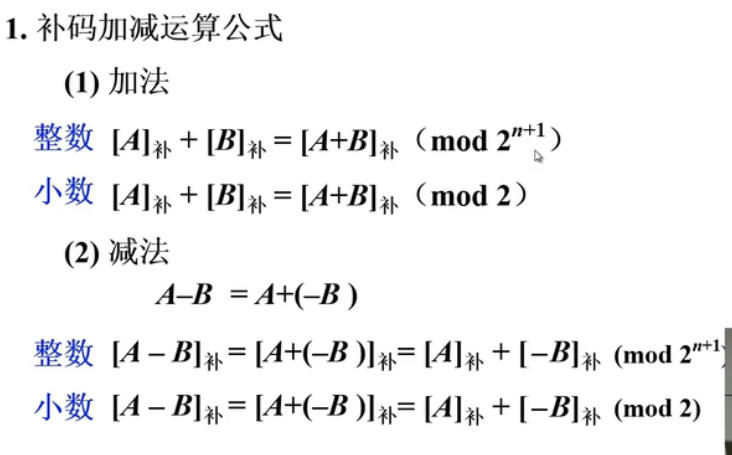 1. 补码加减运算公式
(1) 加法
整数 [A]补 + [B]补 = [A+B]补（mod 2ⁿ⁺¹）
小数 [A]补 + [B]补 = [A+B]补（mod 2）
(2) 减法
A–B = A+(–B )
整数 [A – B]补 = [A+(–B )]补= [A]补 + [–B]补 (mod 2ⁿ⁺¹)
小数 [A – B]补 = [A+(–B )]补= [A]补 + [–B]补 (mod 2)